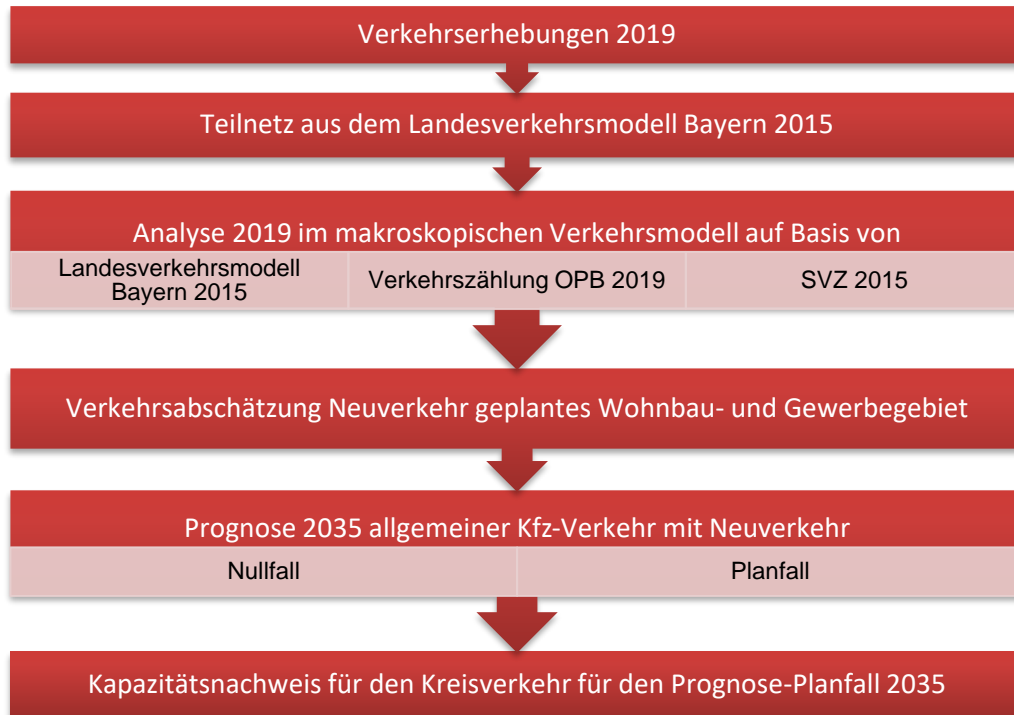 Verkehrserhebungen 2019
Teilnetz aus dem Landesverkehrsmodell Bayern 2015
Analyse 2019 im makroskopischen Verkehrsmodell auf Basis von
Landesverkehrsmodell
Bayern 2015
Verkehrszählung OPB 2019
SVZ 2015
Verkehrsabschätzung Neuverkehr geplantes Wohnbau- und Gewerbegebiet
Prognose 2035 allgemeiner Kfz-Verkehr mit Neuverkehr
Nullfall
Planfall
Kapazitätsnachweis für den Kreisverkehr für den Prognose-Planfall 2035